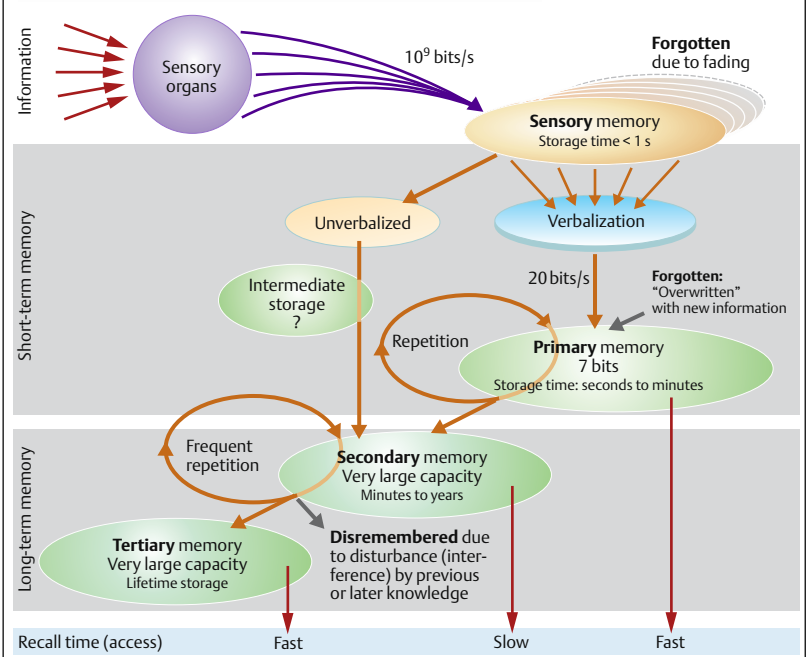 Information
Sensory
organs
10⁹ bits/s
Forgotten
due to fading
Sensory memory
Storage time < 1 s
Short-term memory
Unverbalized
Verbalization
Intermediate
storage
?
20 bits/s
Forgotten:
“Overwritten”
with new information
Repetition
Primary memory
7 bits
Storage time: seconds to minutes
Long-term memory
Frequent
repetition
Secondary memory
Very large capacity
Minutes to years
Tertiary memory
Very large capacity
Lifetime storage
Disremembered due
to disturbance (inter-
ference) by previous
or later knowledge
Recall time (access)
Fast
Slow
Fast